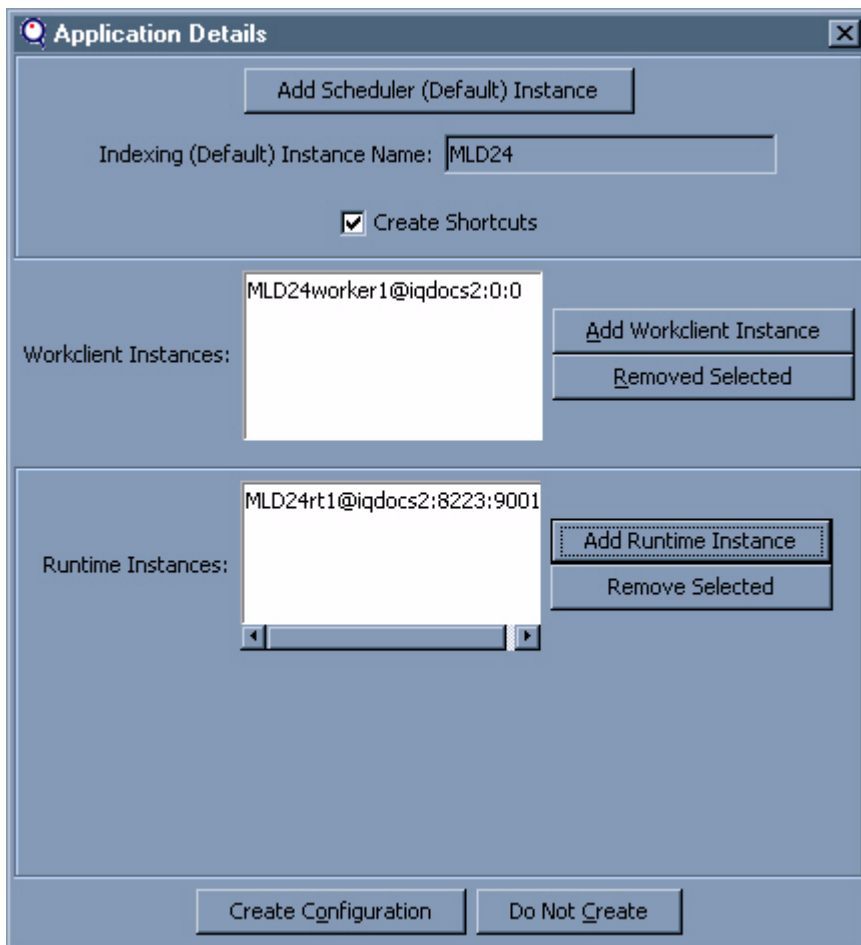 Application Details
Add Scheduler (Default) Instance
Indexing (Default) Instance Name: MLD24
Create Shortcuts
MLD24worker1@iqdocs2:0:0
Workclient Instances:
Add Workclient Instance
Removed Selected
MLD24rt1@iqdocs2:8223:9001
Runtime Instances:
Add Runtime Instance
Remove Selected
Create Configuration
Do Not Create